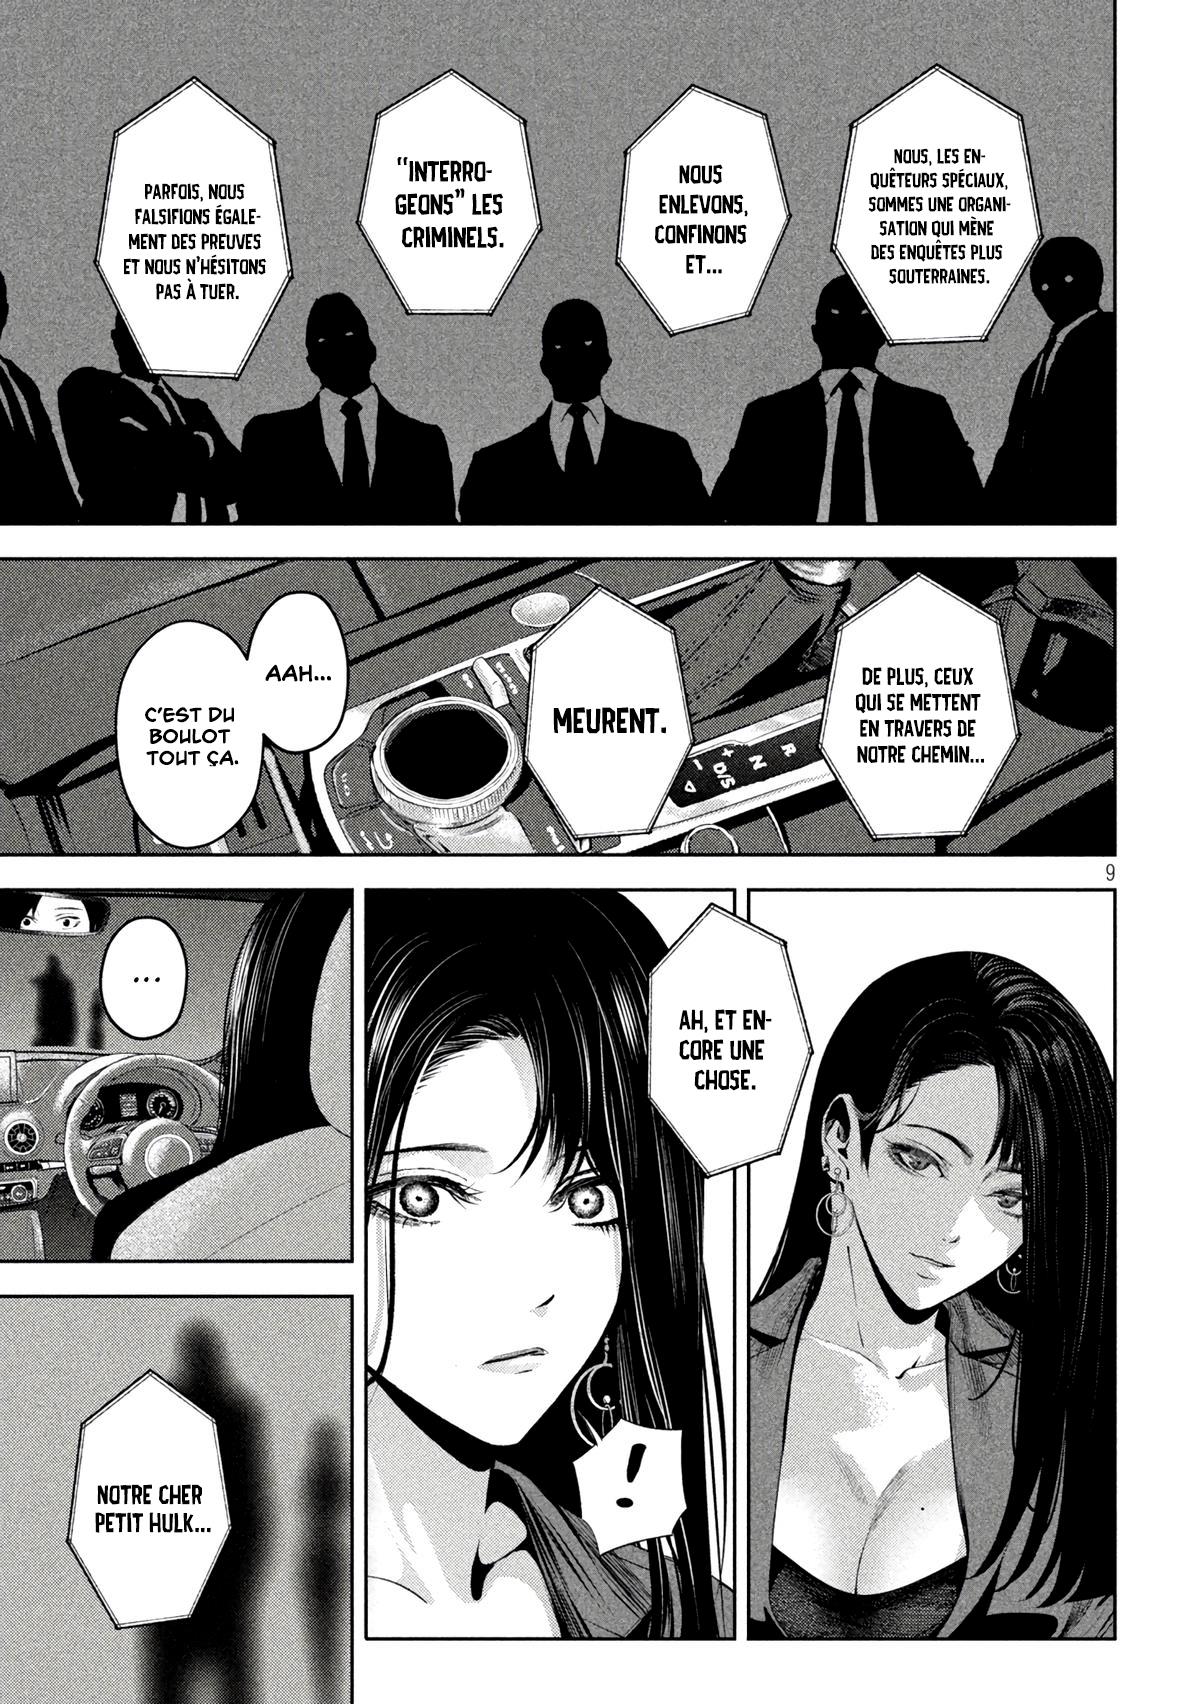 NOUS, LES EN-
QUÊTEURS SPÉCIAUX,
SOMMES UNE ORGANI-
SATION QUI MÈNE
DES ENQUÊTES PLUS
SOUTERRAINES.
NOUS
ENLEVONS,
CONFINONS
ET...
"INTERRO-
GEONS" LES
CRIMINELS.
PARFOIS, NOUS
FALSIFIONS ÉGALE-
MENT DES PREUVES
ET NOUS N'HÉSITONS
PAS À TUER.
DE PLUS, CEUX
QUI SE METTENT
EN TRAVERS DE
NOTRE CHEMIN...
MEURENT.
R
N
+
D/S
−
AAH...
C'EST DU
BOULOT
TOUT ÇA.
9
AH, ET EN-
CORE UNE
CHOSE.
!
...
NOTRE CHER
PETIT HULK...